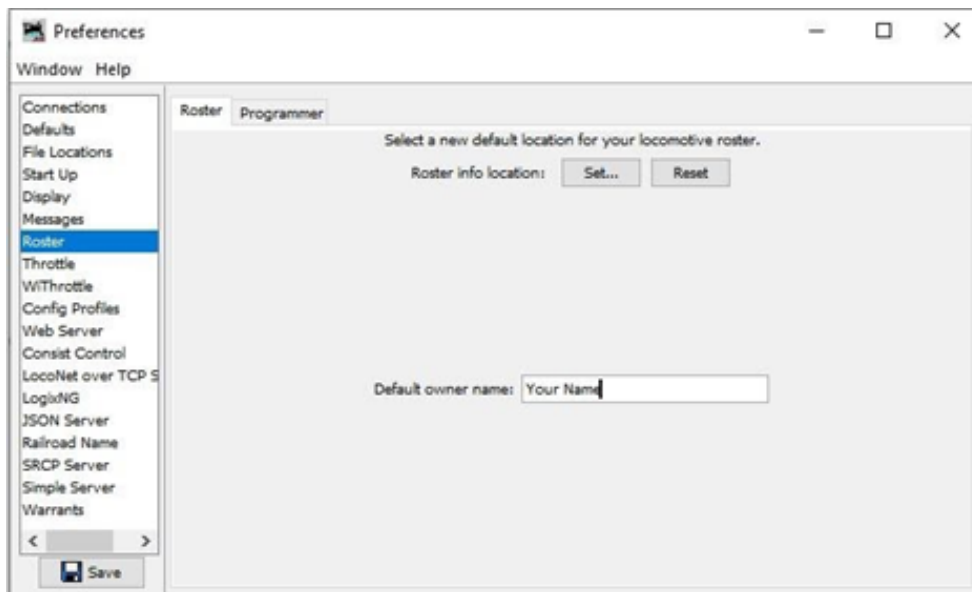 Preferences
Window Help
Connections
Defaults
File Locations
Start Up
Display
Messages
Roster
Throttle
WiThrottle
Config Profiles
Web Server
Consist Control
LocoNet over TCP S
LogixNG
JSON Server
Railroad Name
SRCP Server
Simple Server
Warrants
Save
Roster Programmer
Select a new default location for your locomotive roster.
Roster info location: Set... Reset
Default owner name: Your Name